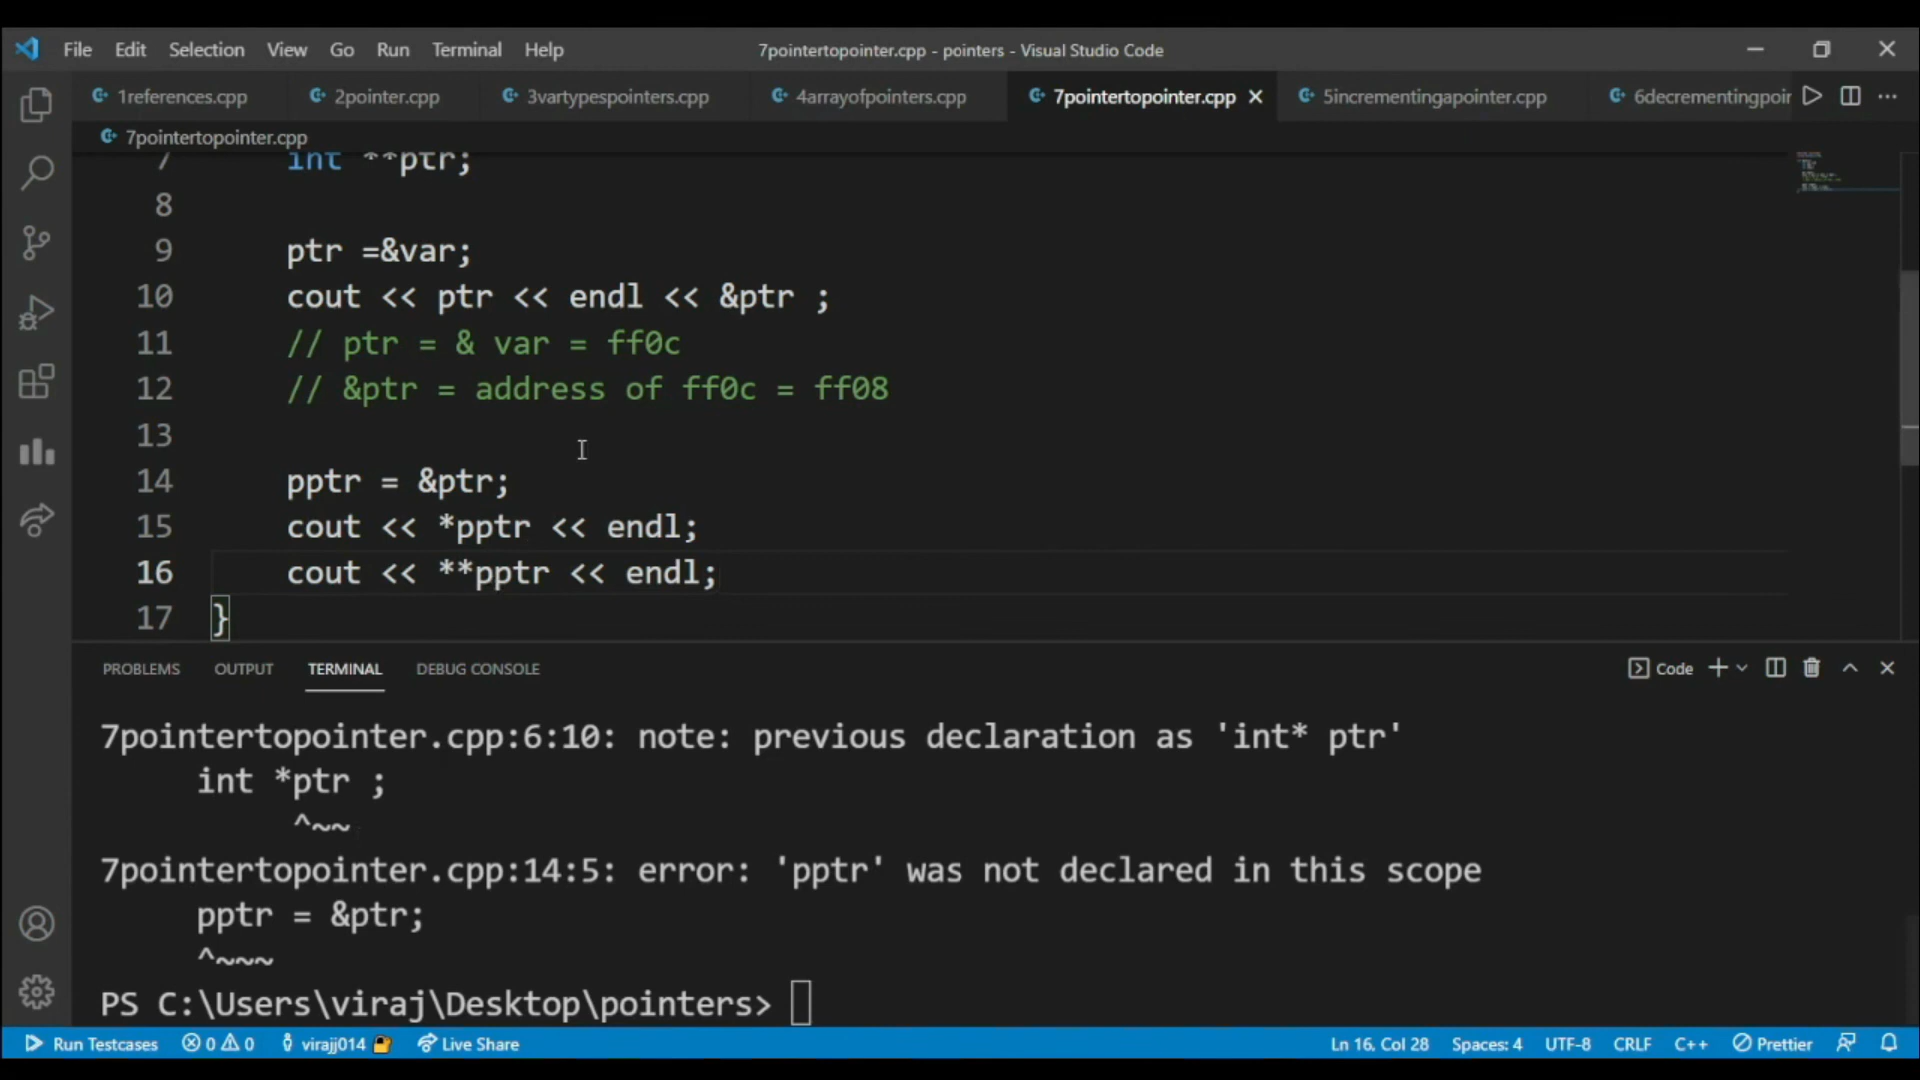 File Edit Selection View Go Run Terminal Help 7pointertopointer.cpp - pointers - Visual Studio Code
1references.cpp 2pointer.cpp 3vartypespointers.cpp 4arrayofpointers.cpp 7pointertopointer.cpp 5incrementingapointer.cpp 6decrementingpoir
7pointertopointer.cpp
7 int **ptr;
8
9 ptr =&var;
10 cout << ptr << endl << &ptr ;
11 // ptr = & var = ff0c
12 // &ptr = address of ff0c = ff08
13
14 pptr = &ptr;
15 cout << *pptr << endl;
16 cout << **pptr << endl;
17 }
PROBLEMS OUTPUT TERMINAL DEBUG CONSOLE Code
7pointertopointer.cpp:6:10: note: previous declaration as 'int* ptr'
int *ptr ;
^~~
7pointertopointer.cpp:14:5: error: 'pptr' was not declared in this scope
pptr = &ptr;
^~~~
PS C:\Users\viraj\Desktop\pointers>
Run Testcases 0 0 virajj014 Live Share Ln 16, Col 28 Spaces: 4 UTF-8 CRLF C++ Prettier